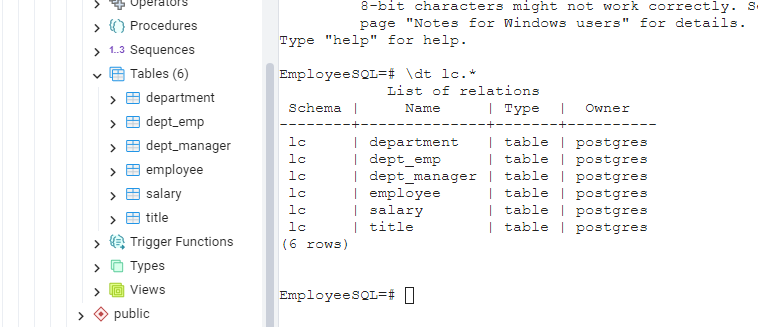 Operators
Procedures
1..3 Sequences
Tables (6)
department
dept_emp
dept_manager
employee
salary
title
Trigger Functions
Types
Views
public
8-bit characters might not work correctly.
page "Notes for Windows users" for details.
Type "help" for help.
EmployeeSQL=# \dt lc.*
List of relations
Schema | Name | Type | Owner
--------+--------------+-------+----------
lc | department | table | postgres
lc | dept_emp | table | postgres
lc | dept_manager | table | postgres
lc | employee | table | postgres
lc | salary | table | postgres
lc | title | table | postgres
(6 rows)
EmployeeSQL=#